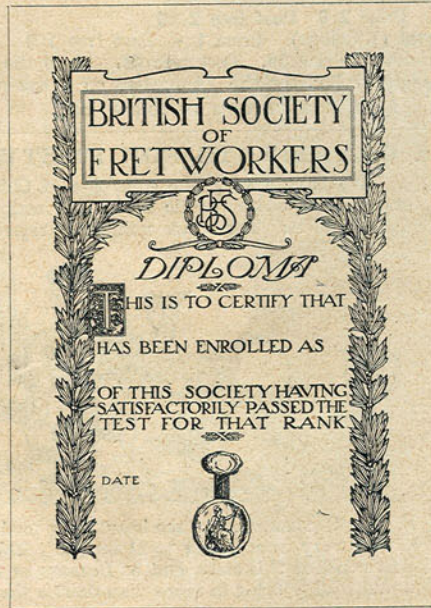 BRITISH SOCIETY
OF
FRETWORKERS
BFS
DIPLOMA
THIS IS TO CERTIFY THAT
HAS BEEN ENROLLED AS
OF THIS SOCIETY HAVING
SATISFACTORILY PASSED THE
TEST FOR THAT RANK
DATE